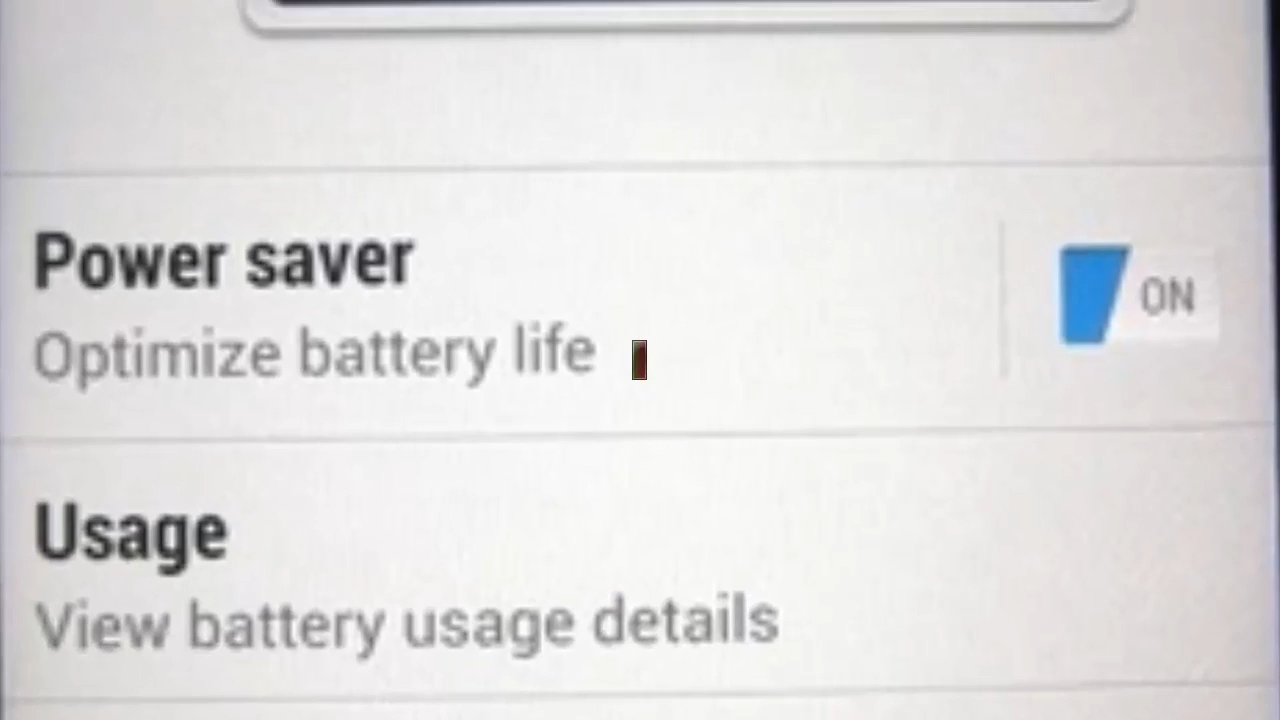 Power saver
ON
Optimize battery life
Usage
View battery usage details